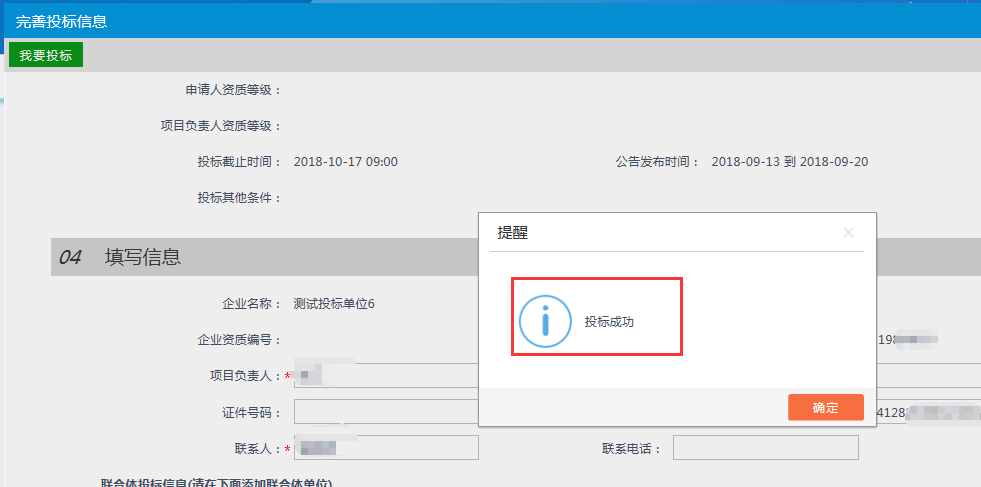 完善投标信息
我要投标
申请人资质等级：
项目负责人资质等级：
投标截止时间： 2018-10-17 09:00 公告发布时间： 2018-09-13 到 2018-09-20
投标其他条件：
提醒
04 填写信息
企业名称： 测试投标单位6
投标成功
企业资质编号：
项目负责人：*
确定
证件号码：
联系人：* 联系电话：
联合体投标信息(请在下面添加联合体单位)